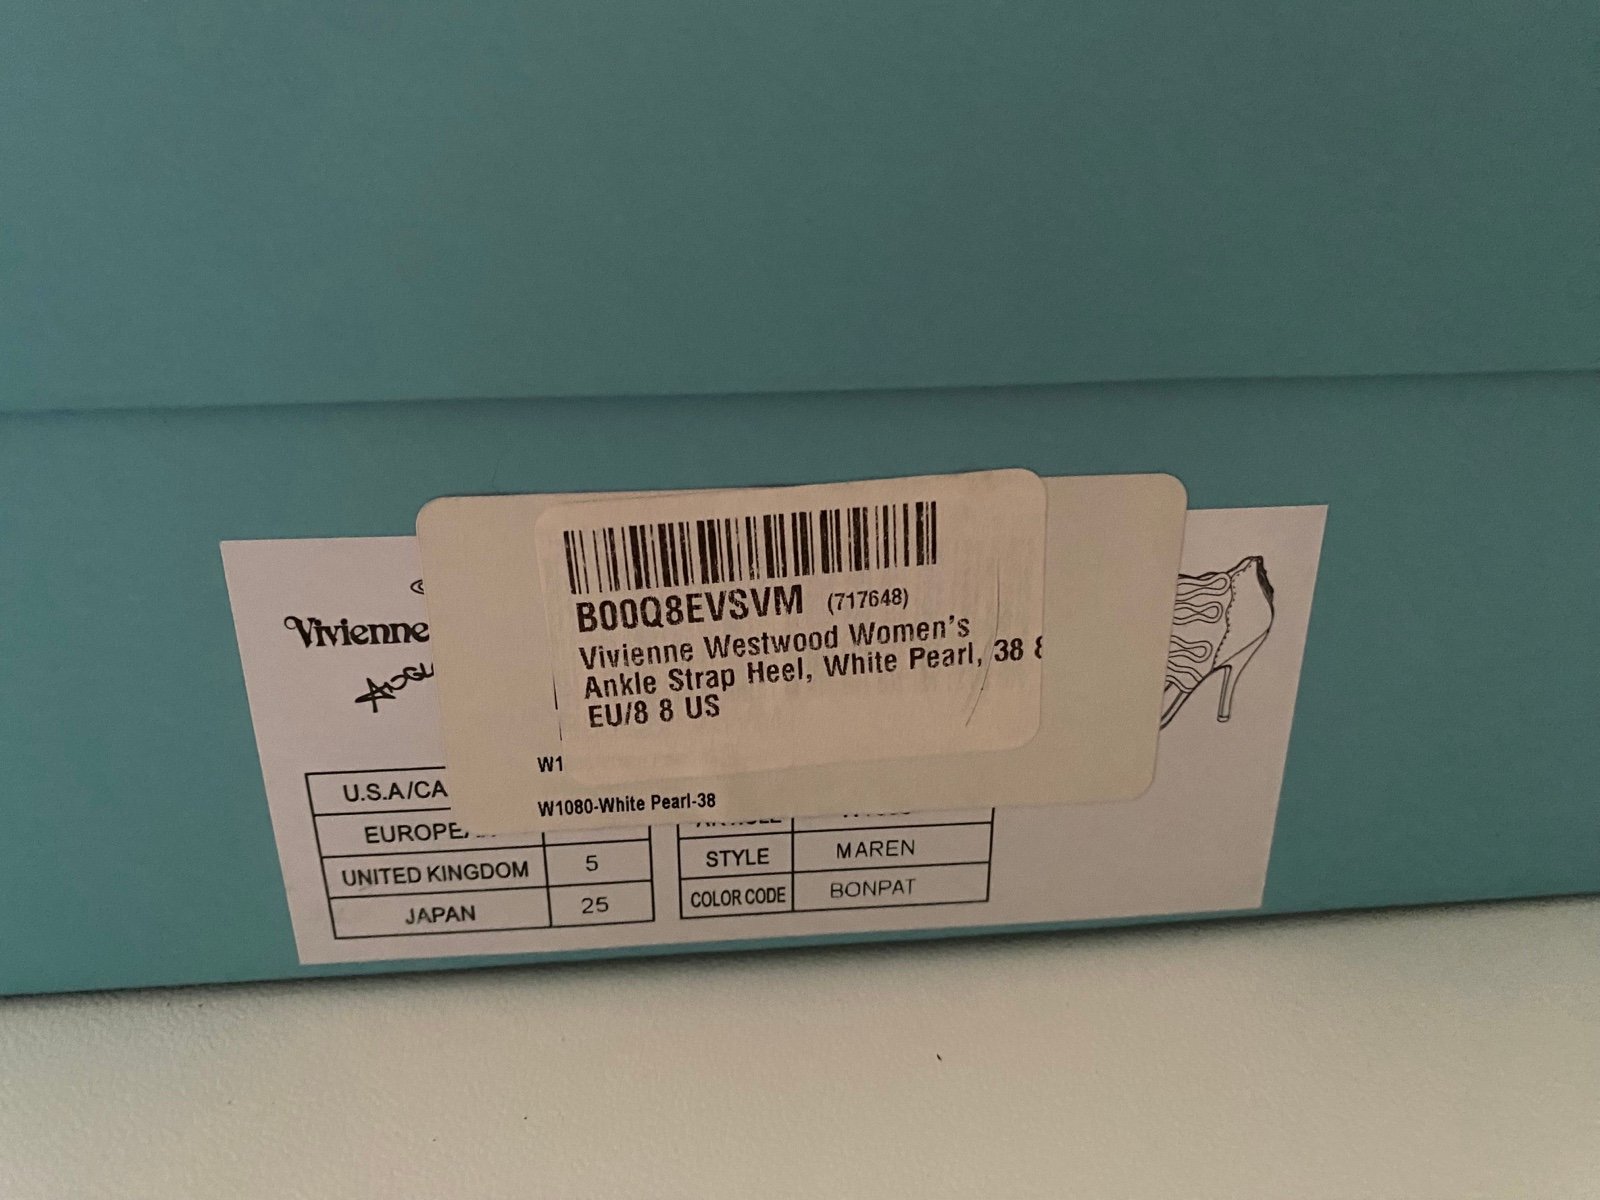 B00Q8EVSVM (717648)
Vivienne Westwood Women's
Ankle Strap Heel, White Pearl, 38 8
EU/8 8 US
Vivienne
W1
W1080-White Pearl-38
U.S.A/CA
EUROPEA
UNITED KINGDOM 5
JAPAN 25
STYLE MAREN
COLOR CODE BONPAT